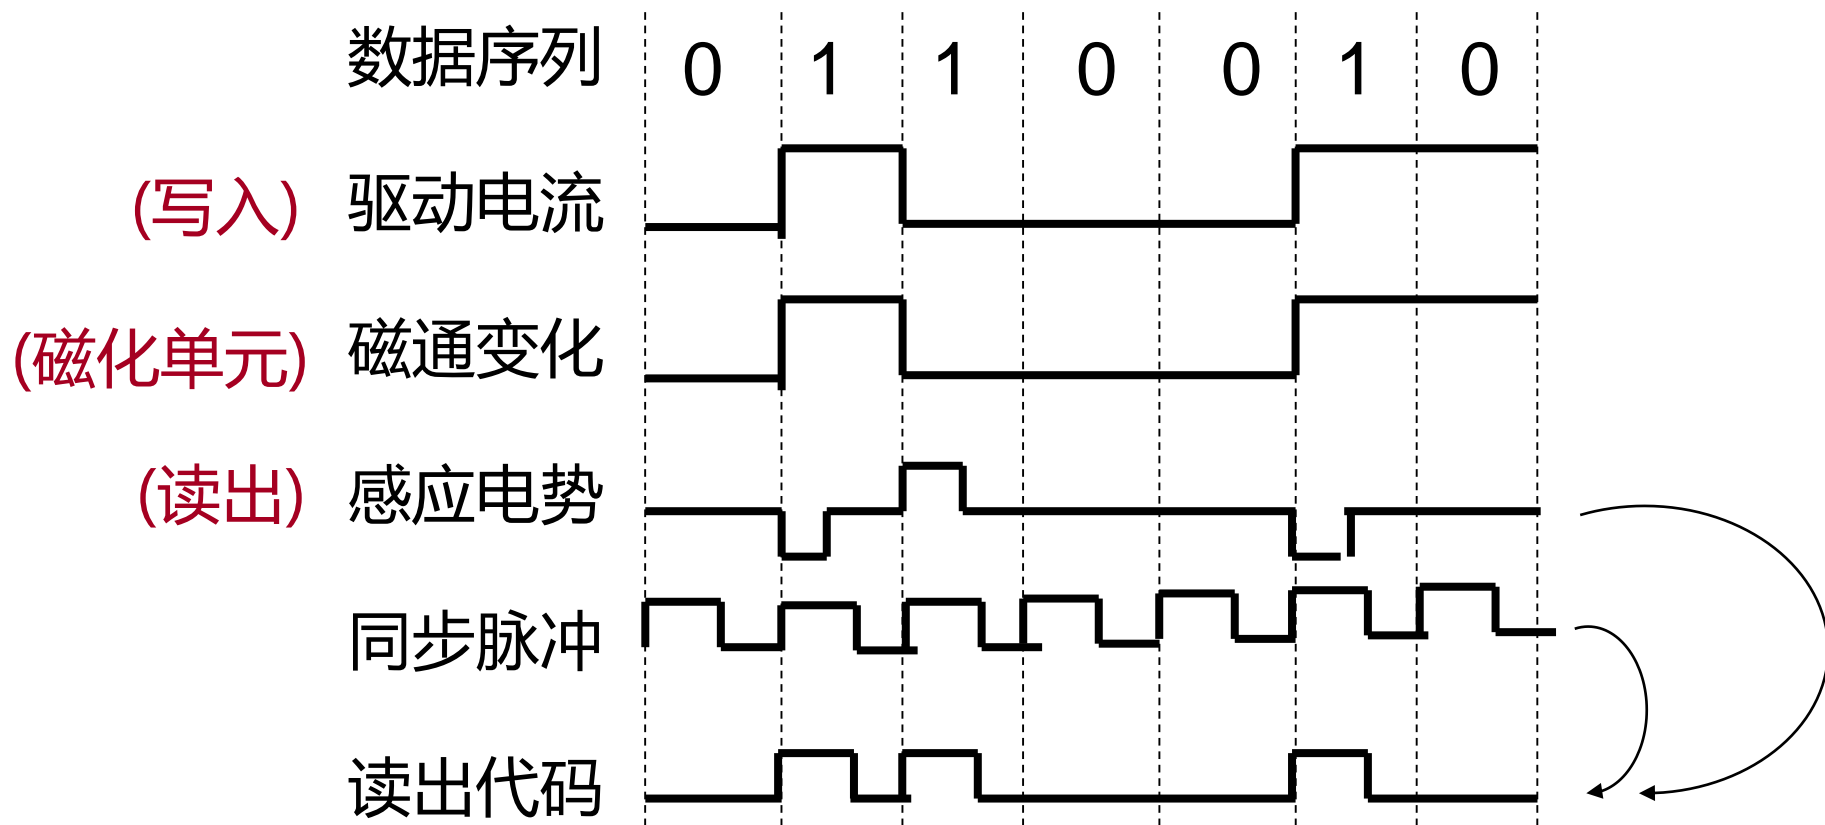 数据序列 0 1 1 0 0 1 0
(写入) 驱动电流
(磁化单元) 磁通变化
(读出) 感应电势
同步脉冲
读出代码